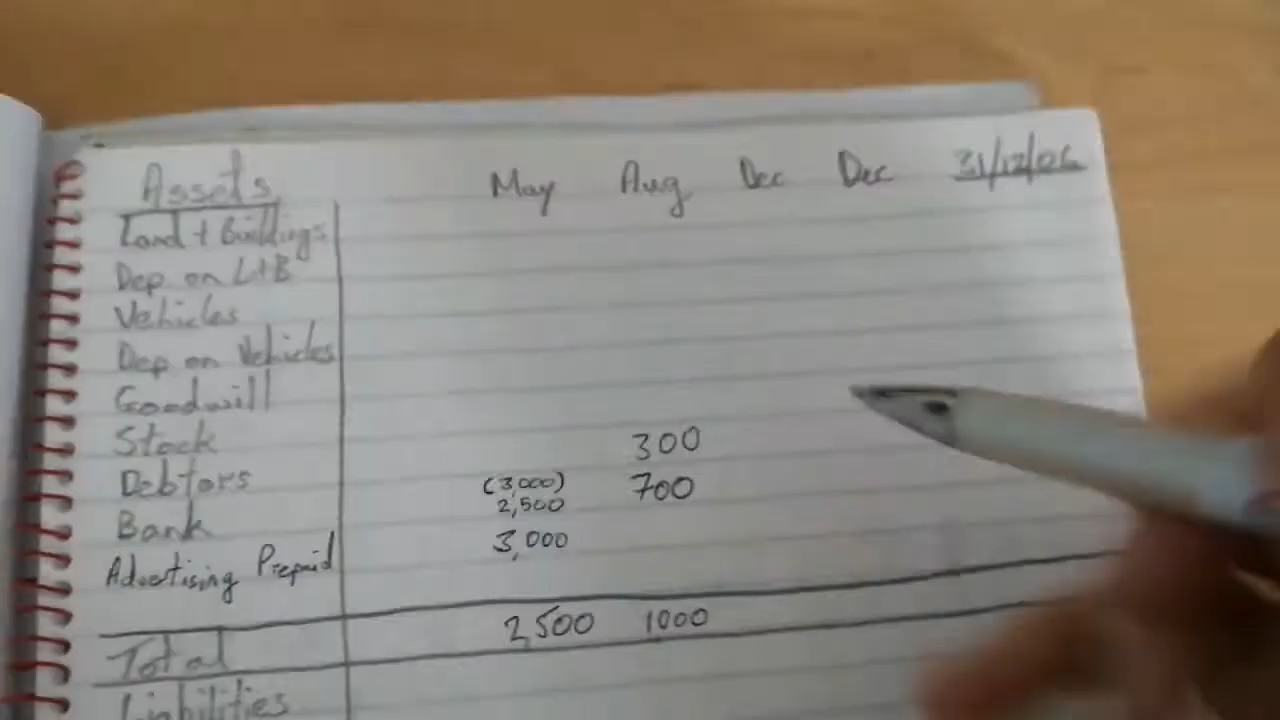 Assets May Aug Dec Dec 31/12/06
Land + Buildings
Dep on L+B
Vehicles
Dep on Vehicles
Goodwill
Stock 300
Debtors (3,000) 700
2,500
Bank 3,000
Advertising Prepaid
Total 2,500 1000
Liabilities